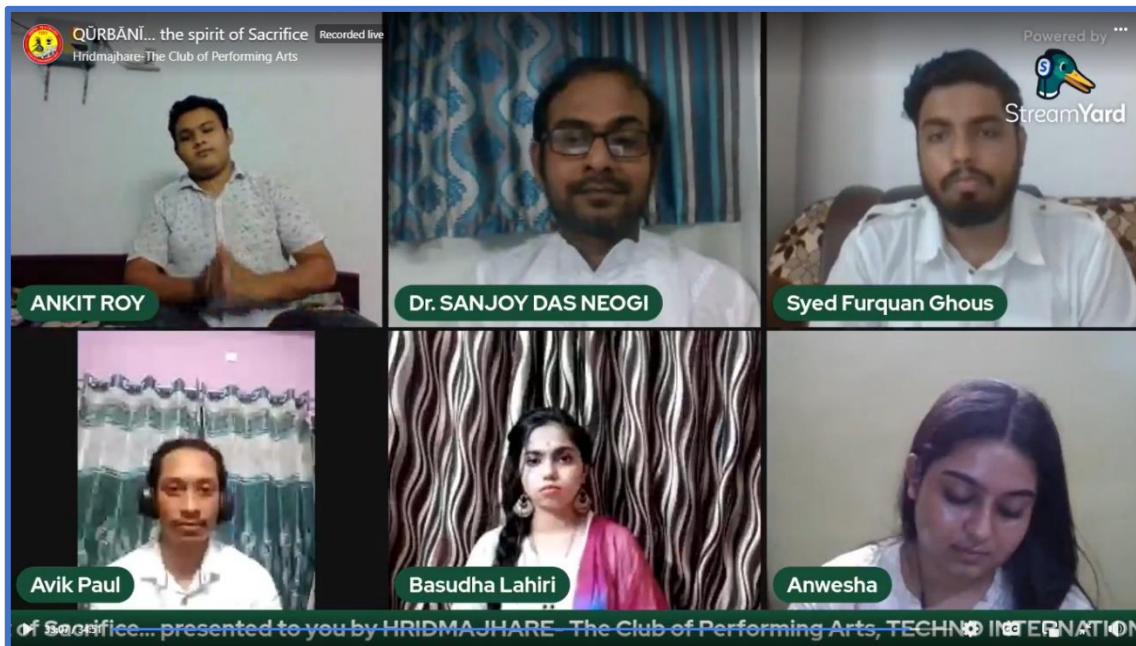 QŬRBĀNĬ... the spirit of Sacrifice Recorded live
Hridmajhare-The Club of Performing Arts
Powered by
StreamYard
ANKIT ROY
Dr. SANJOY DAS NEOGI
Syed Furquan Ghous
Avik Paul
Basudha Lahiri
Anwesha
of Sacrifice... presented to you by HRIDMAJHARE- The Club of Performing Arts, TECHNO INTERNATION